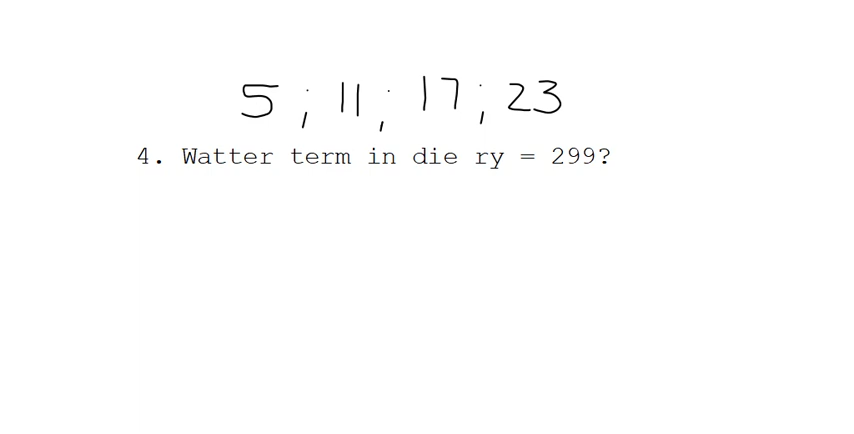 5 ; 11 ; 17 ; 23
4. Watter term in die ry = 299?